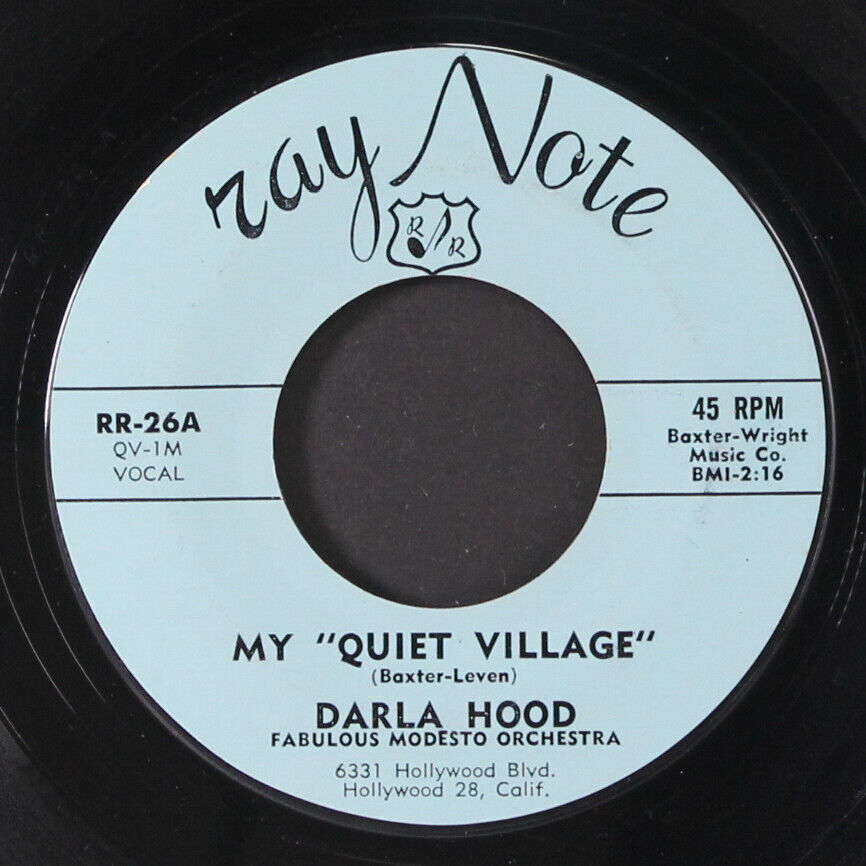 ray Note
R R
RR-26A
QV-1M
VOCAL
45 RPM
Baxter-Wright
Music Co.
BMI-2:16
MY "QUIET VILLAGE"
(Baxter-Leven)
DARLA HOOD
FABULOUS MODESTO ORCHESTRA
6331 Hollywood Blvd.
Hollywood 28, Calif.